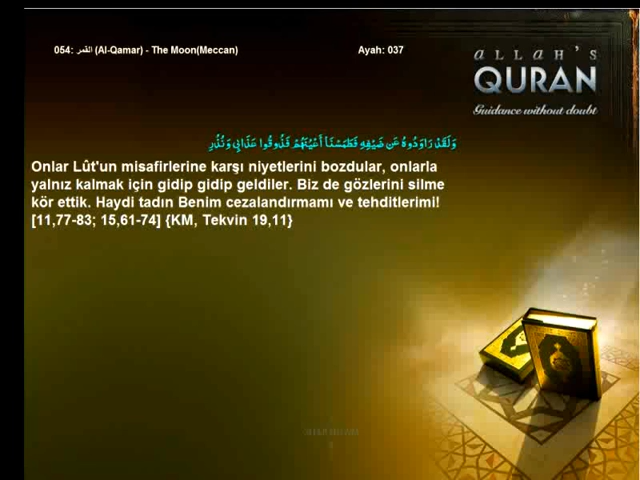 054: القمر (Al-Qamar) - The Moon(Meccan) Ayah: 037
ALLAH'S
QURAN
Guidance without doubt
وَلَقَدْ رَاوَدُوهُ عَن ضَيْفِهِ فَطَمَسْنَا أَعْيُنَهُمْ فَذُوقُوا عَذَابِي وَنُذُرِ
Onlar Lût'un misafirlerine karşı niyetlerini bozdular, onlarla
yalnız kalmak için gidip gidip geldiler. Biz de gözlerini silme
kör ettik. Haydi tadın Benim cezalandırmamı ve tehditlerimi!
[11,77-83; 15,61-74] {KM, Tekvin 19,11}